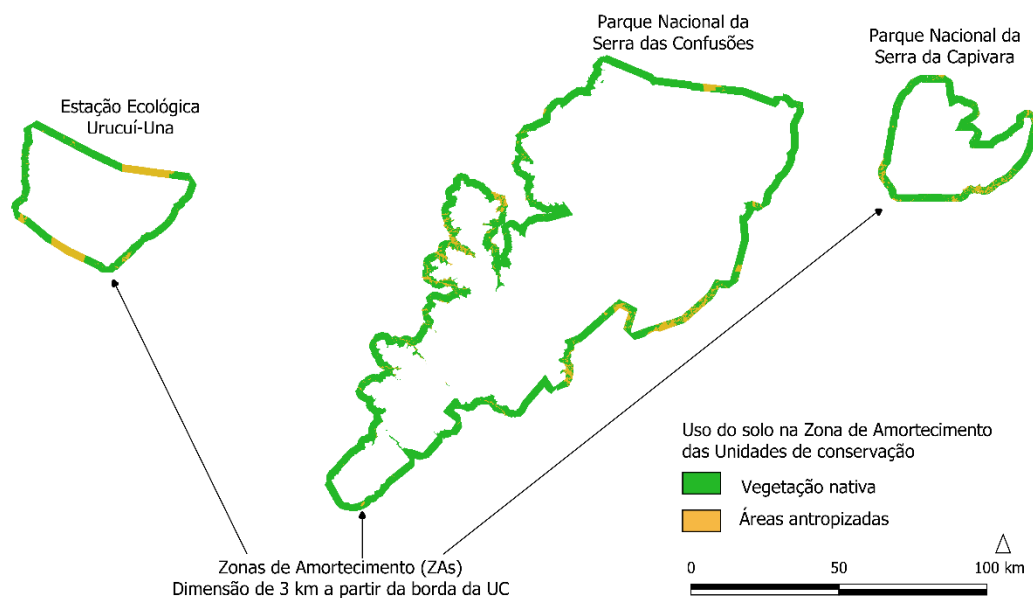 Parque Nacional da
Serra das Confusões
Parque Nacional da
Serra da Capivara
Estação Ecológica
Urucuí-Una
Uso do solo na Zona de Amortecimento
das Unidades de conservação
Vegetação nativa
Áreas antropizadas
Zonas de Amortecimento (ZAs)
Dimensão de 3 km a partir da borda da UC
0 50 100 km